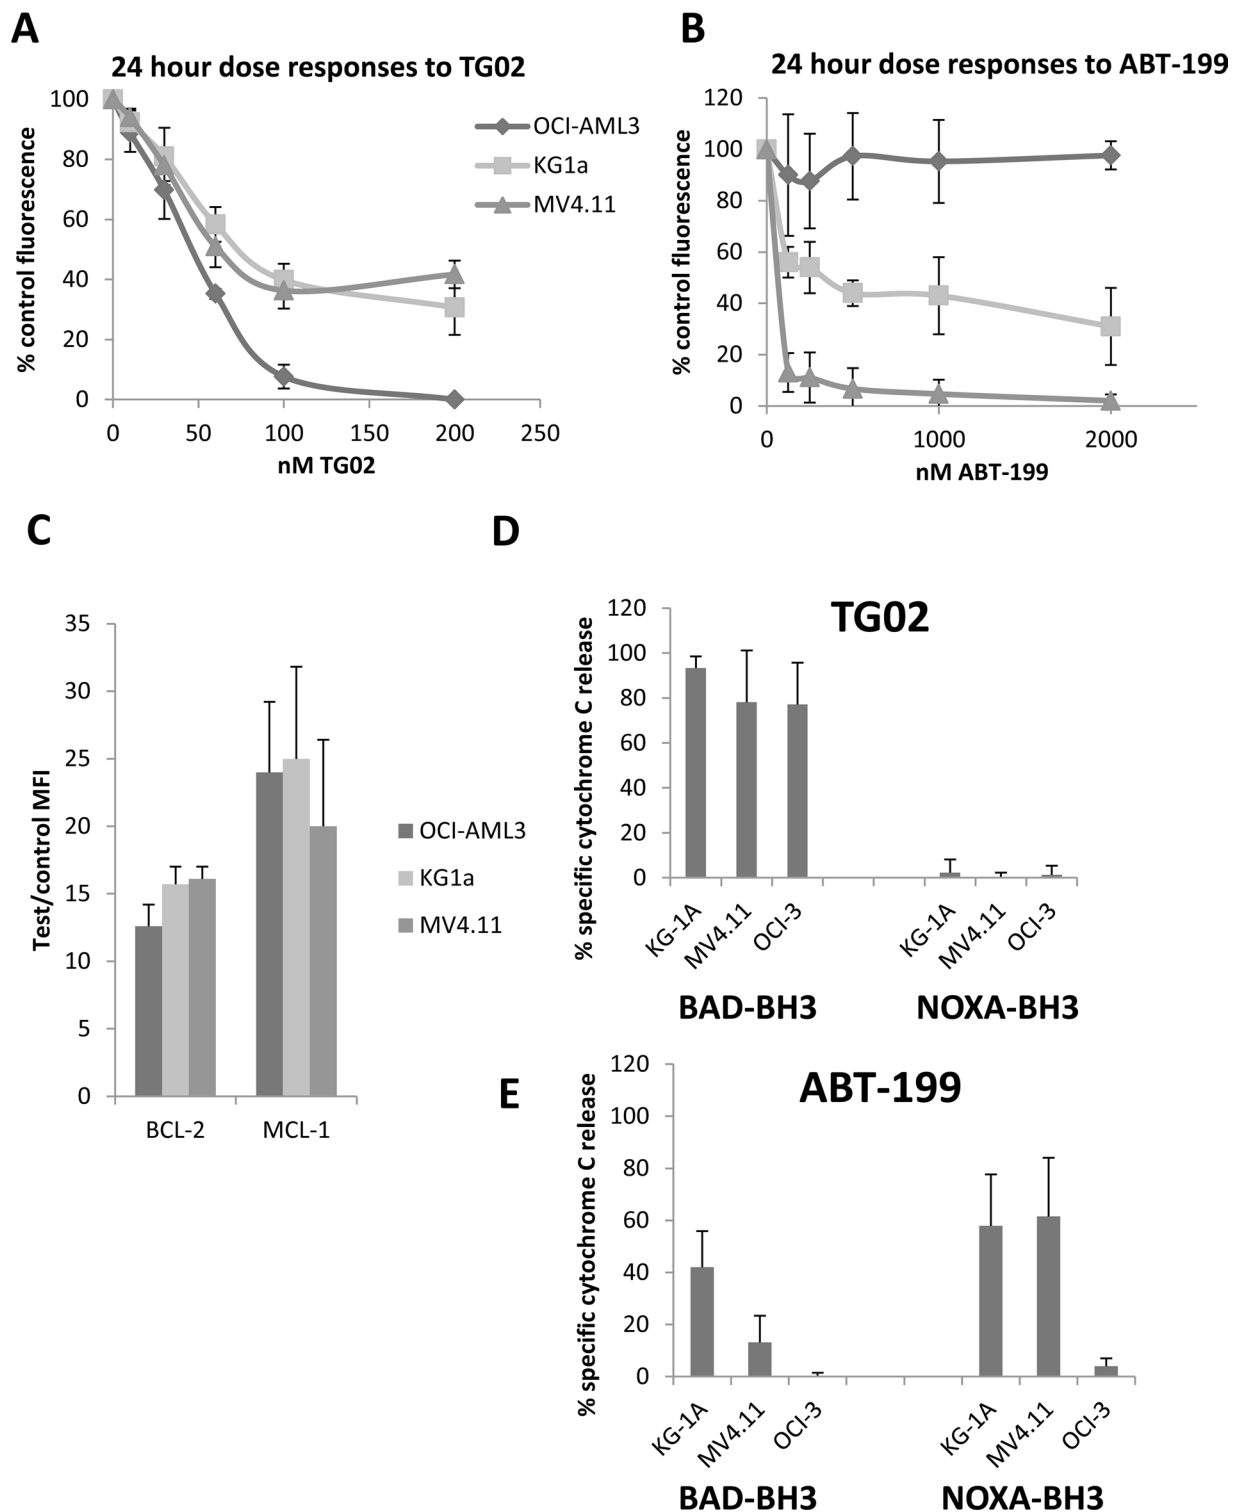 A
24 hour dose responses to TG02
% control fluorescence
100
80
60
40
20
0
0 50 100 150 200 250
nM TG02
OCI-AML3
KG1a
MV4.11
B
24 hour dose responses to ABT-199
% control fluorescence
120
100
80
60
40
20
0
0 1000 2000
nM ABT-199
C
Test/control MFI
35
30
25
20
15
10
5
0
BCL-2 MCL-1
OCI-AML3
KG1a
MV4.11
D
TG02
% specific cytochrome C release
120
100
80
60
40
20
0
KG-1A MV4.11 OCI-3 KG-1A MV4.11 OCI-3
BAD-BH3 NOXA-BH3
E
ABT-199
% specific cytochrome C release
120
100
80
60
40
20
0
KG-1A MV4.11 OCI-3 KG-1A MV4.11 OCI-3
BAD-BH3 NOXA-BH3